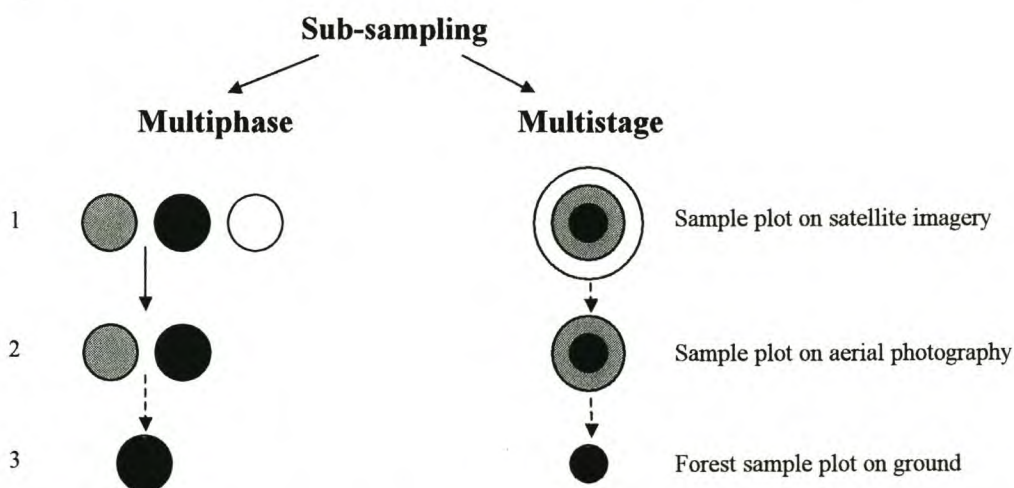 Sub-sampling
Multiphase Multistage
1 Sample plot on satellite imagery
2 Sample plot on aerial photography
3 Forest sample plot on ground